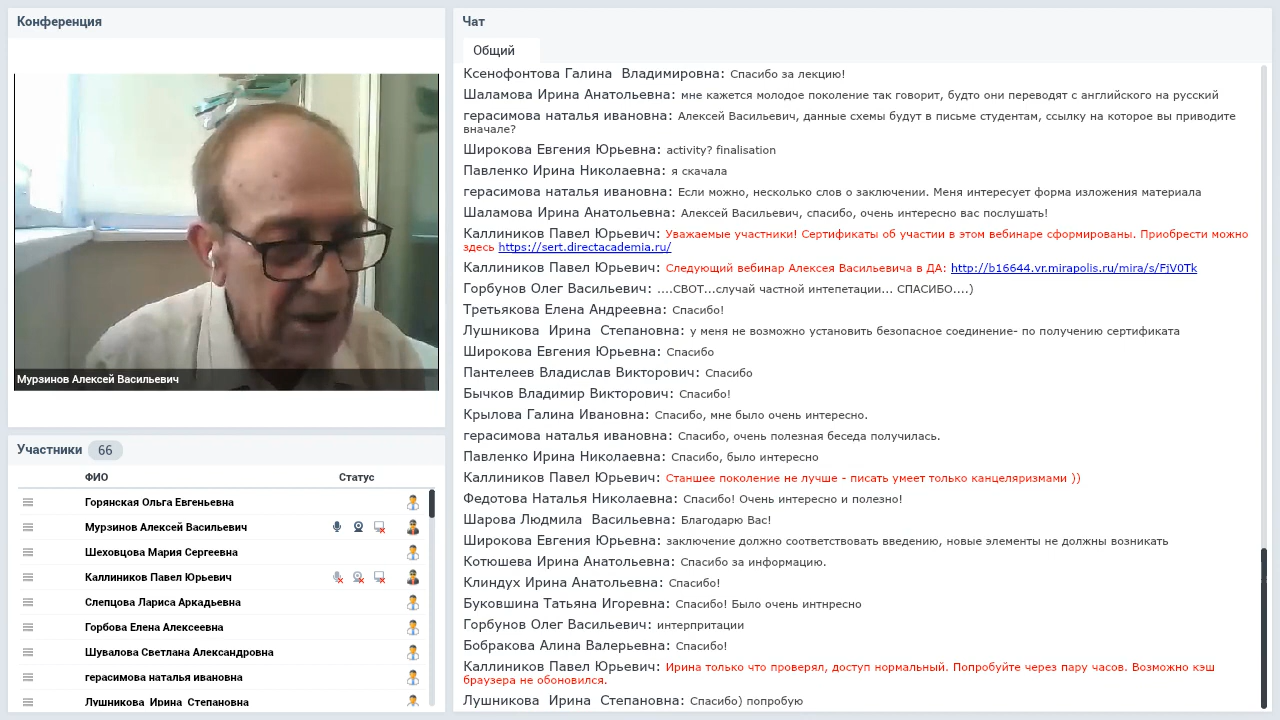 Конференция
Мурзинов Алексей Васильевич
Участники 66
ФИО Статус
Горянская Ольга Евгеньевна
Мурзинов Алексей Васильевич
Шеховцова Мария Сергеевна
Каллиников Павел Юрьевич
Слепцова Лариса Аркадьевна
Горбова Елена Алексеевна
Шувалова Светлана Александровна
герасимова наталья ивановна
Лушникова Ирина Степановна
Чат
Общий
Ксенофонтова Галина Владимировна: Спасибо за лекцию!
Шаламова Ирина Анатольевна: мне кажется молодое поколение так говорит, будто они переводят с английского на русский
герасимова наталья ивановна: Алексей Васильевич, данные схемы будут в письме студентам, ссылку на которое вы приводите
вначале?
Широкова Евгения Юрьевна: activity? finalisation
Павленко Ирина Николаевна: я скачала
герасимова наталья ивановна: Если можно, несколько слов о заключении. Меня интересует форма изложения материала
Шаламова Ирина Анатольевна: Алексей Васильевич, спасибо, очень интересно вас послушать!
Каллиников Павел Юрьевич: Уважаемые участники! Сертификаты об участии в этом вебинаре сформированы. Приобрести можно
здесь https://sert.directacademia.ru/
Каллиников Павел Юрьевич: Следующий вебинар Алексея Васильевича в ДА: http://b16644.vr.mirapolis.ru/mira/s/FjV0Tk
Горбунов Олег Васильевич: ....СВОТ...случай частной интепетации... СПАСИБО....)
Третьякова Елена Андреевна: Спасибо!
Лушникова Ирина Степановна: у меня не возможно установить безопасное соединение- по получению сертификата
Широкова Евгения Юрьевна: Спасибо
Пантелеев Владислав Викторович: Спасибо
Бычков Владимир Викторович: Спасибо!
Крылова Галина Ивановна: Спасибо, мне было очень интересно.
герасимова наталья ивановна: Спасибо, очень полезная беседа получилась.
Павленко Ирина Николаевна: Спасибо, было интересно
Каллиников Павел Юрьевич: Станшее поколение не лучше - писать умеет только канцеляризмами ))
Федотова Наталья Николаевна: Спасибо! Очень интересно и полезно!
Шарова Людмила Васильевна: Благодарю Вас!
Широкова Евгения Юрьевна: заключение должно соответствовать введению, новые элементы не должны возникать
Котюшева Ирина Анатольевна: Спасибо за информацию.
Клиндух Ирина Анатольевна: Спасибо!
Буковшина Татьяна Игоревна: Спасибо! Было очень интнресно
Горбунов Олег Васильевич: интерпритации
Бобракова Алина Валерьевна: Спасибо!
Каллиников Павел Юрьевич: Ирина только что проверял, доступ нормальный. Попробуйте через пару часов. Возможно кэш
браузера не обоновился.
Лушникова Ирина Степановна: Спасибо) попробую